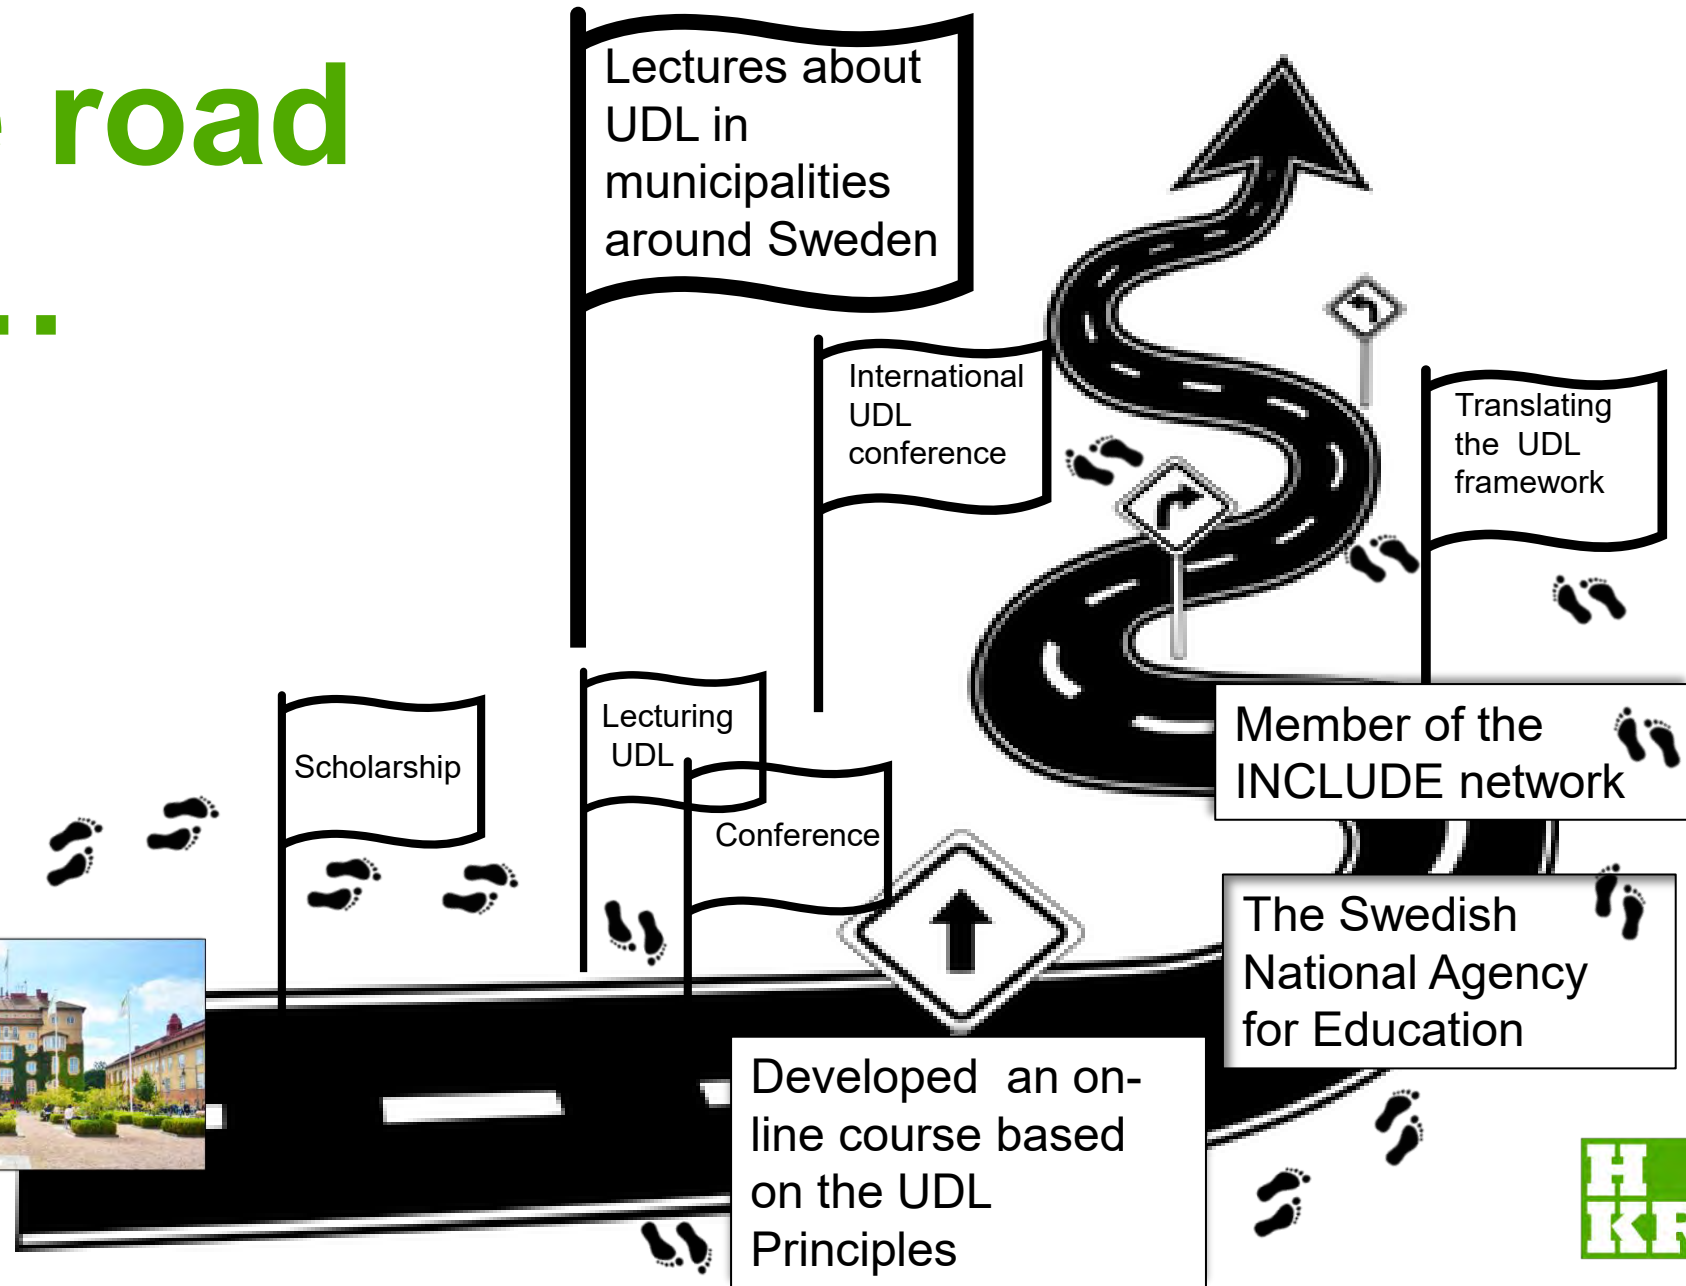 road
..
Lectures about
UDL in
municipalities
around Sweden
International
UDL
conference
Translating
the UDL
framework
Scholarship
Lecturing
UDL
Conference
Member of the
INCLUDE network
The Swedish
National Agency
for Education
Developed an on-
line course based
on the UDL
Principles
H
KR